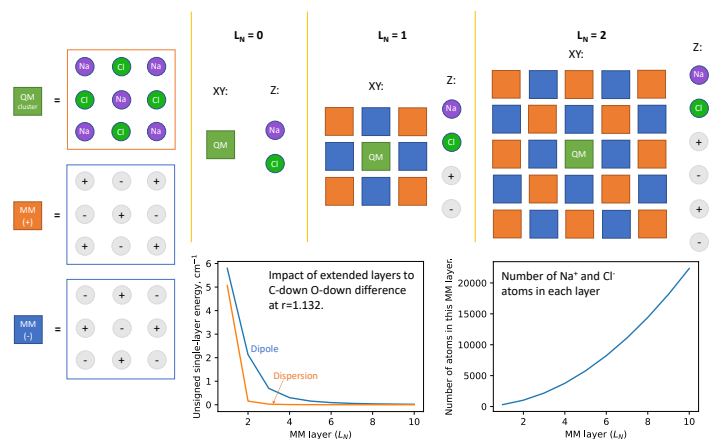 L_N = 0
L_N = 1
L_N = 2
QM
cluster
=
Na Cl Na
Cl Na Cl
Na Cl Na
MM
(+)
=
+ - +
- + -
+ - +
MM
(-)
=
- + -
+ - +
- + -
XY:
Z:
QM
Na
Cl
XY:
Z:
QM
Na
Cl
+
-
XY:
Z:
QM
Na
Cl
+
-
+
-
Unsigned single-layer energy. cm⁻¹
6
5
4
3
2
1
0
Impact of extended layers to
C-down O-down difference
at r=1.132.
Dipole
Dispersion
2 4 6 8 10
MM layer (L_N)
Number of atoms in this MM layer.
20000
15000
10000
5000
0
Number of Na⁺ and Cl⁻
atoms in each layer
2 4 6 8 10
MM layer (L_N)